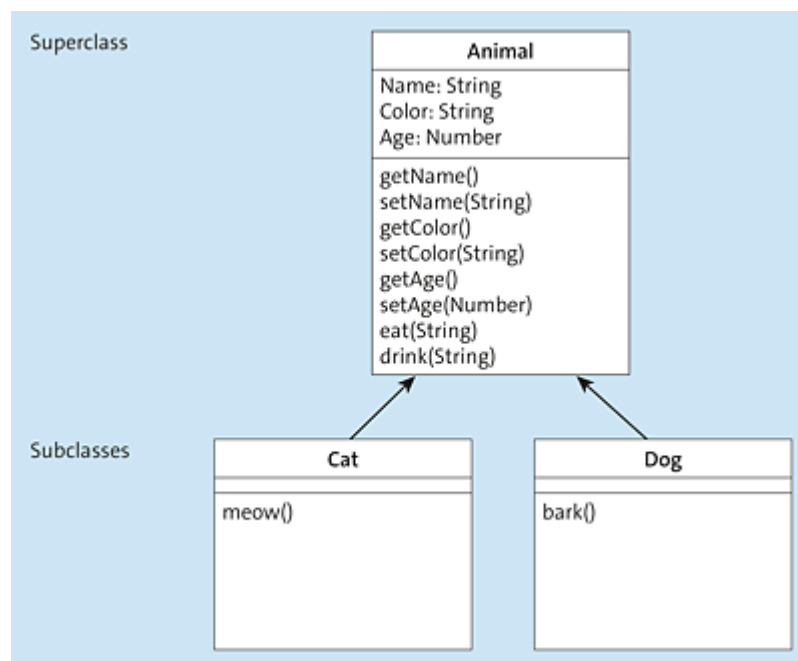 Superclass
Animal
Name: String
Color: String
Age: Number
getName()
setName(String)
getColor()
setColor(String)
getAge()
setAge(Number)
eat(String)
drink(String)
Subclasses
Cat
meow()
Dog
bark()